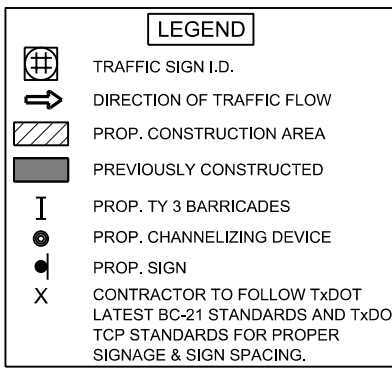 LEGEND
# TRAFFIC SIGN I.D.
DIRECTION OF TRAFFIC FLOW
PROP. CONSTRUCTION AREA
PREVIOUSLY CONSTRUCTED
PROP. TY 3 BARRICADES
PROP. CHANNELIZING DEVICE
PROP. SIGN
X CONTRACTOR TO FOLLOW TxDOT
LATEST BC-21 STANDARDS AND TxDO
TCP STANDARDS FOR PROPER
SIGNAGE & SIGN SPACING.